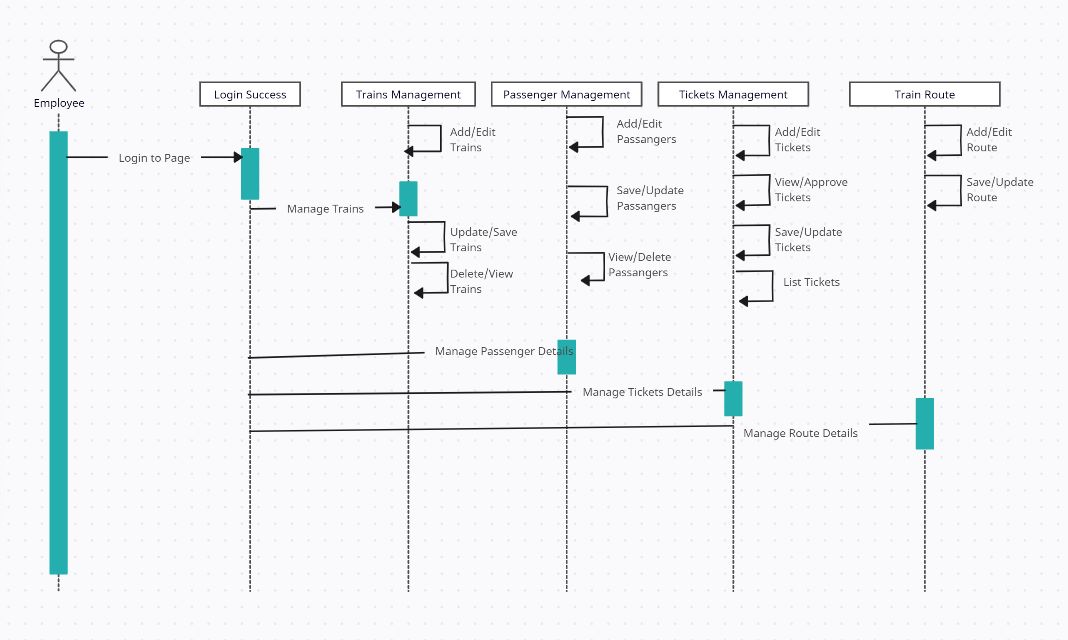 Employee
Login Success
Trains Management
Passenger Management
Tickets Management
Train Route
Add/Edit
Trains
Add/Edit
Passangers
Add/Edit
Tickets
Add/Edit
Route
Login to Page
View/Approve
Tickets
Save/Update
Route
Save/Update
Passangers
Manage Trains
Update/Save
Trains
Save/Update
Tickets
View/Delete
Passangers
Delete/View
Trains
List Tickets
Manage Passenger Details
Manage Tickets Details
Manage Route Details